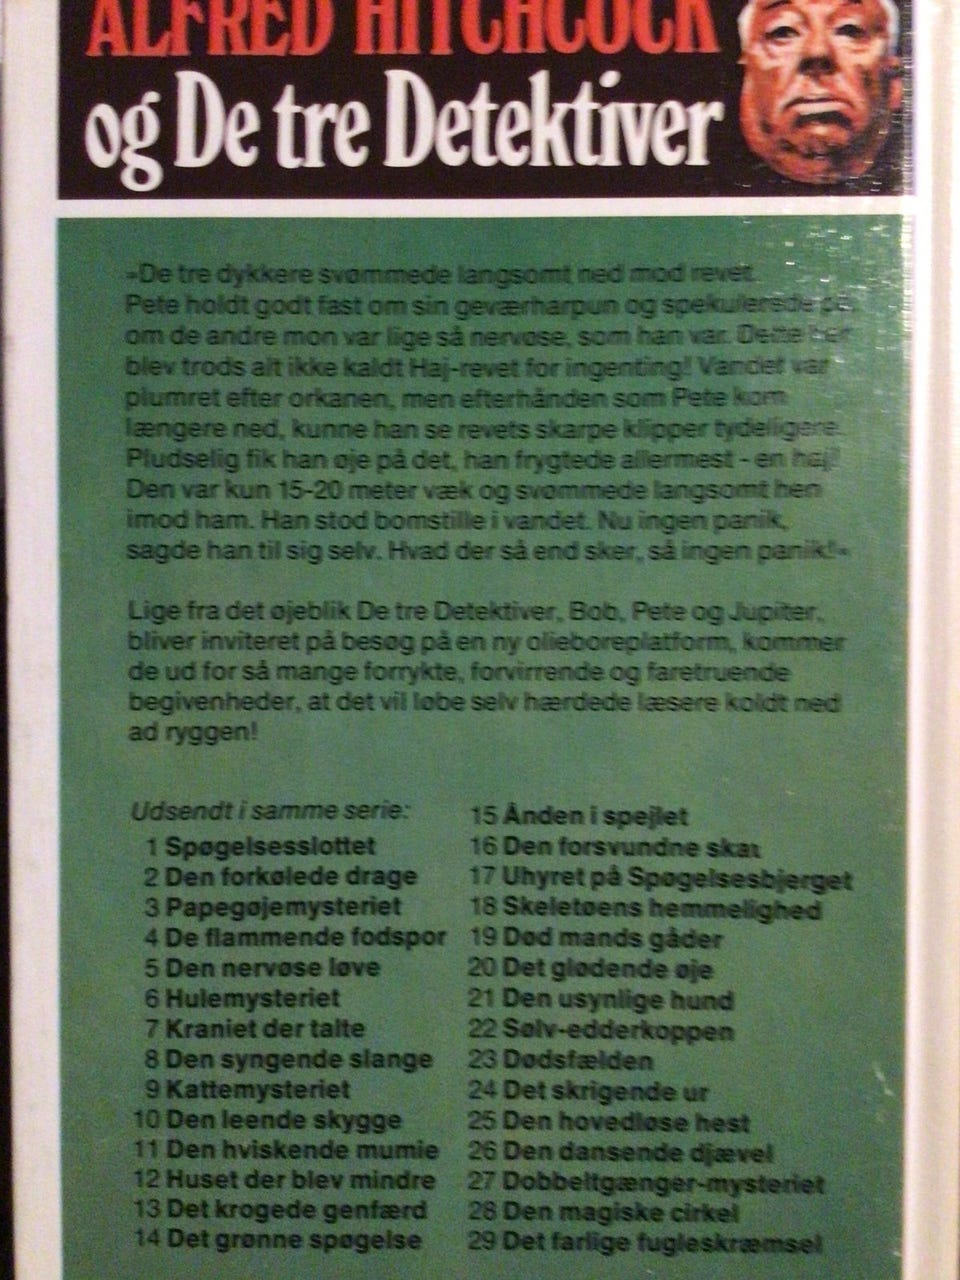 ALFRED HITCHCOCK
og De tre Detektiver
»De tre dykkere svømmede langsomt ned mod revet.
Pete holdt godt fast om sin geværharpun og spekulerede på,
om de andre mon var lige så nervøse, som han var. Dette her
blev trods alt ikke kaldt Haj-revet for ingenting! Vandet var
plumret efter orkanen, men efterhånden som Pete kom
længere ned, kunne han se revets skarpe klipper tydeligere.
Pludselig fik han øje på det, han frygtede allermest - en haj!
Den var kun 15-20 meter væk og svømmede langsomt hen
imod ham. Han stod bomstille i vandet. Nu ingen panik,
sagde han til sig selv. Hvad der så end sker, så ingen panik!«
Lige fra det øjeblik De tre Detektiver, Bob, Pete og Jupiter,
bliver inviteret på besøg på en ny olieboreplatform, kommer
de ud for så mange forrykte, forvirrende og faretruende
begivenheder, at det vil løbe selv hærdede læsere koldt ned
ad ryggen!
Udsendt i samme serie:
1 Spøgelsesslottet
2 Den forkølede drage
3 Papegøjemysteriet
4 De flammende fodspor
5 Den nervøse løve
6 Hulemysteriet
7 Kraniet der talte
8 Den syngende slange
9 Kattemysteriet
10 Den leende skygge
11 Den hviskende mumie
12 Huset der blev mindre
13 Det krogede genfærd
14 Det grønne spøgelse
15 Ånden i spejlet
16 Den forsvundne skat
17 Uhyret på Spøgelsesbjerget
18 Skeletøens hemmelighed
19 Død mands gåder
20 Det glødende øje
21 Den usynlige hund
22 Sølv-edderkoppen
23 Dødsfælden
24 Det skrigende ur
25 Den hovedløse hest
26 Den dansende djævel
27 Dobbeltgænger-mysteriet
28 Den magiske cirkel
29 Det farlige fugleskræmsel